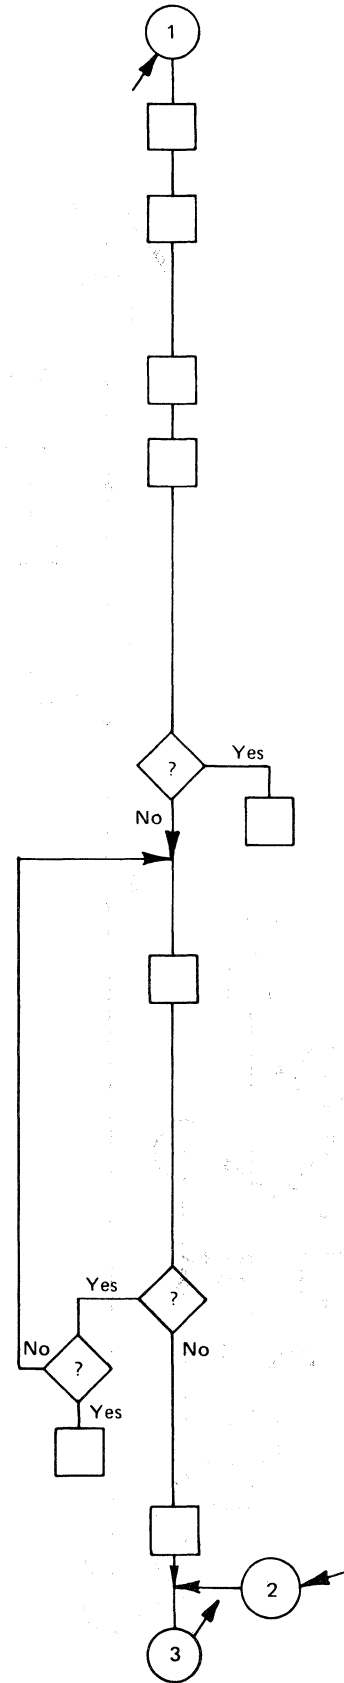 1
? Yes
No
Yes ?
No ? No
Yes
2
3